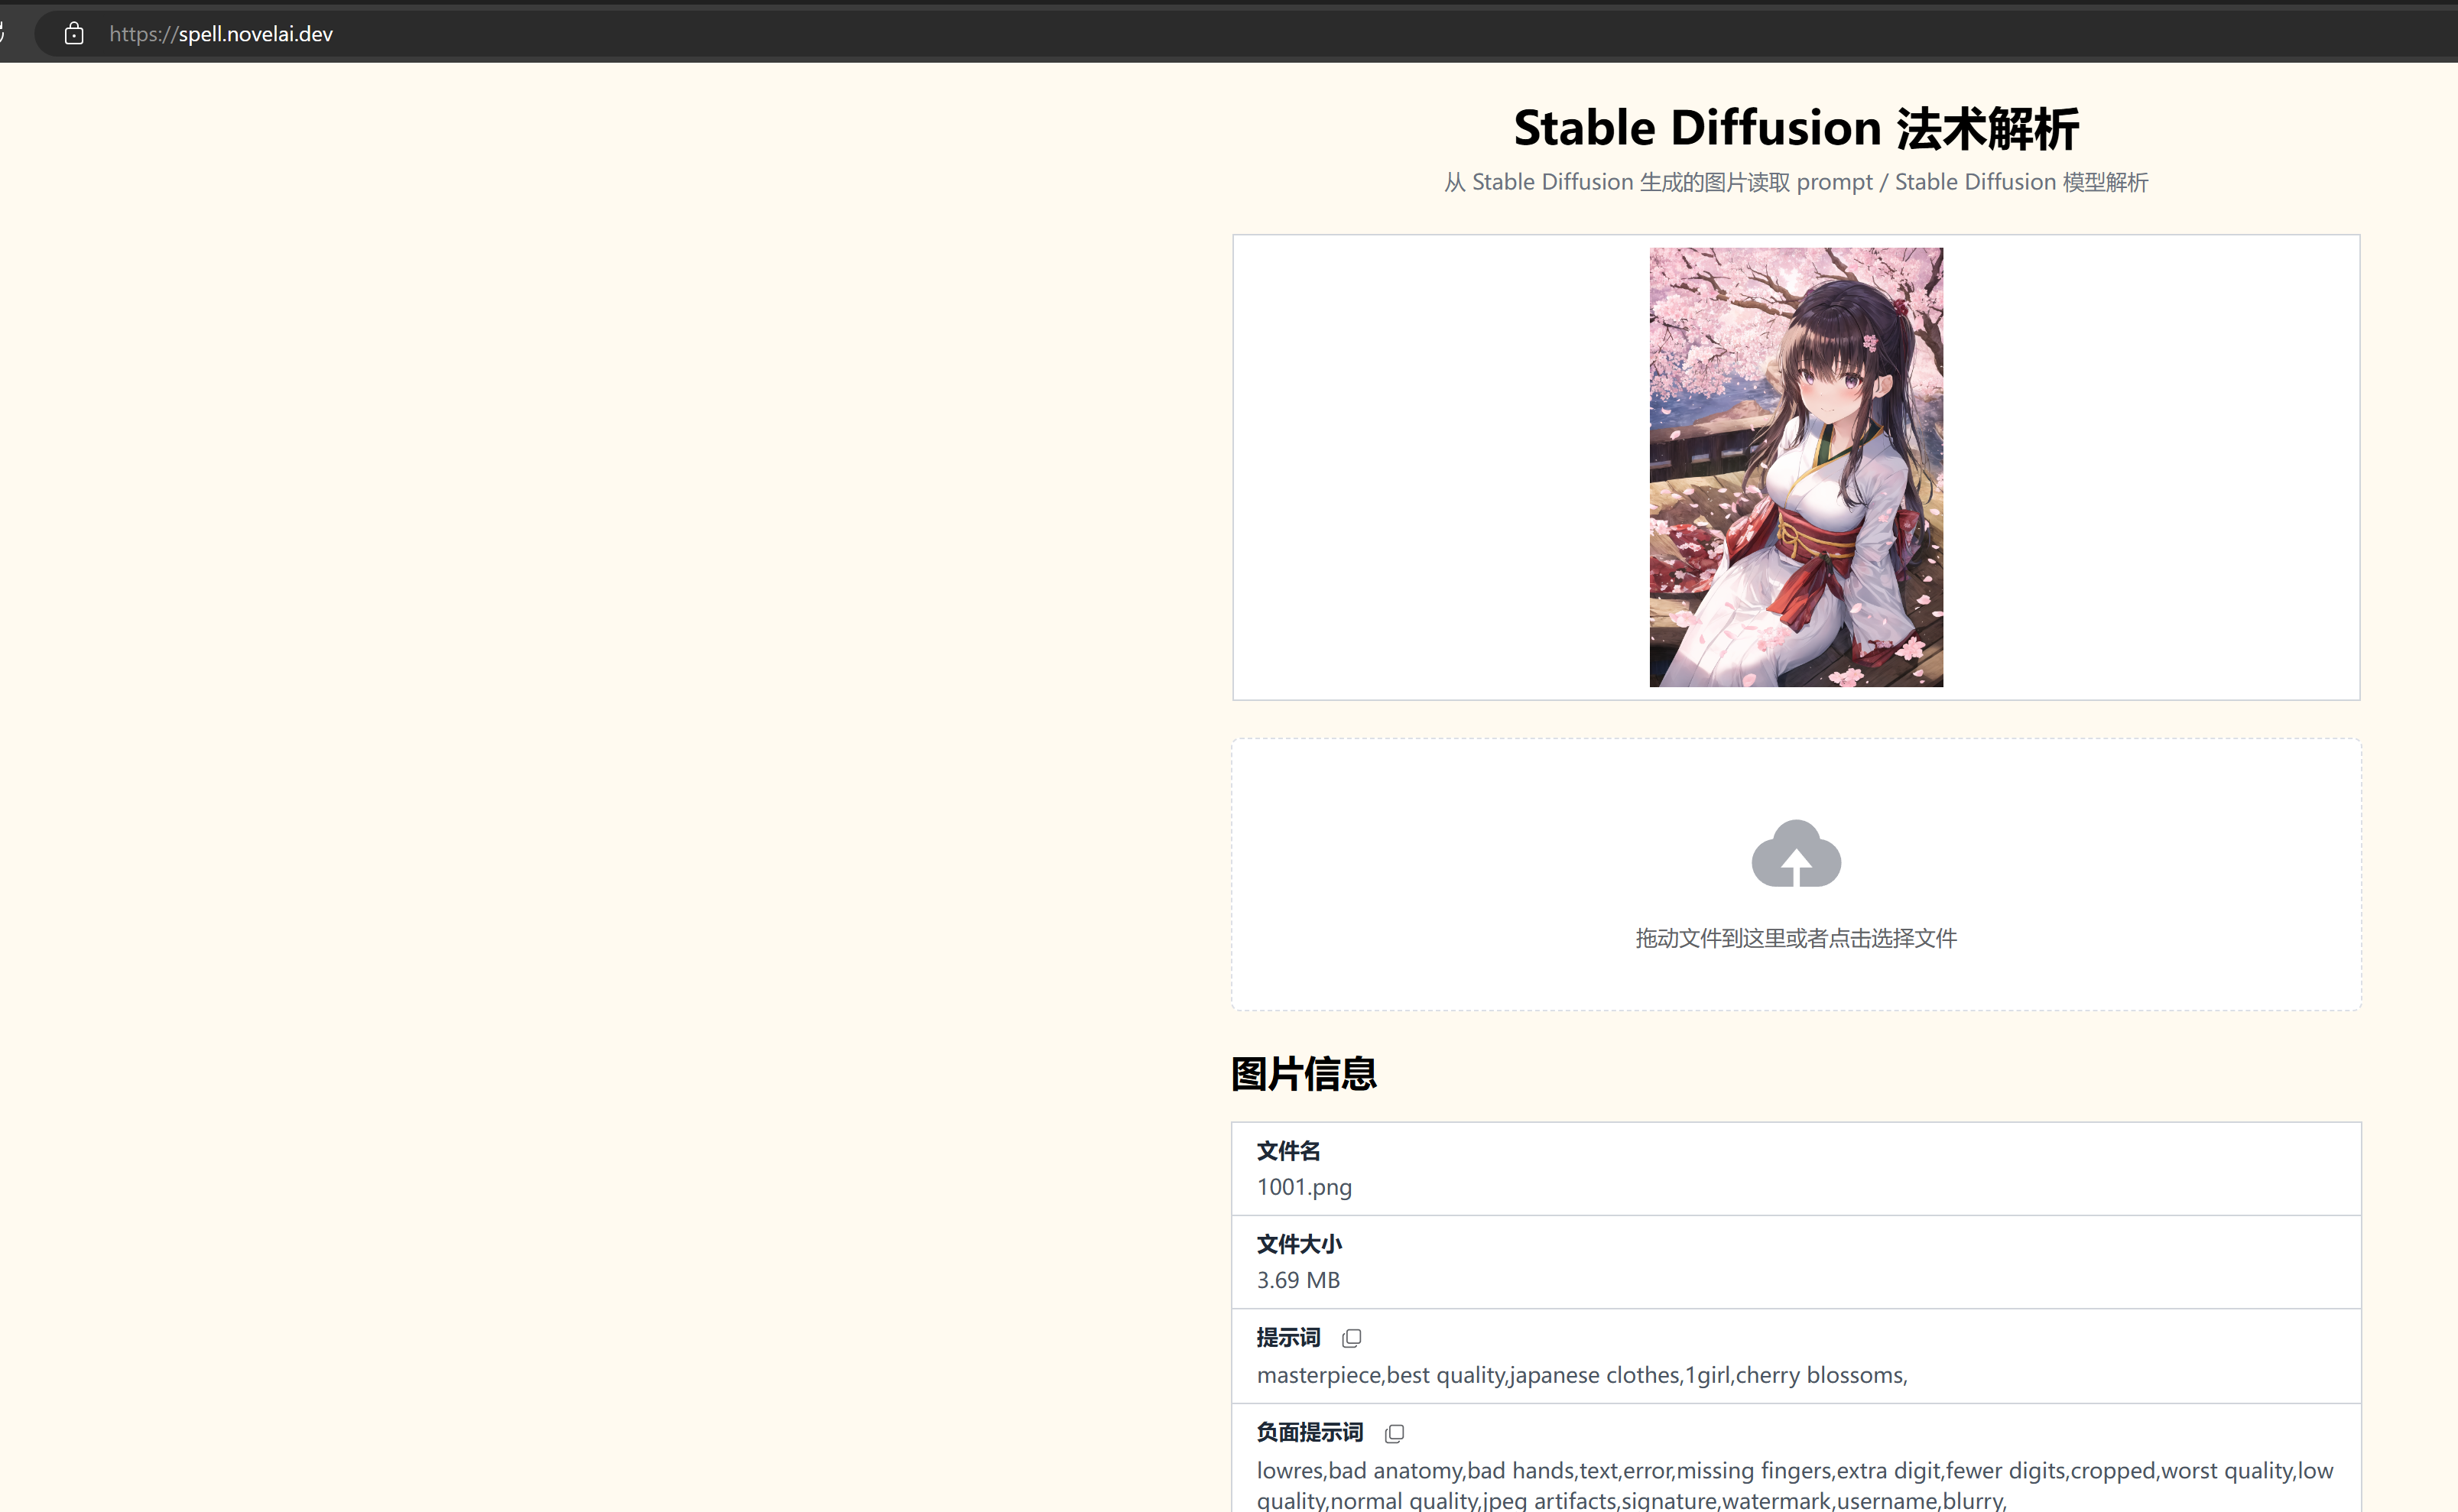 https://spell.novelai.dev
Stable Diffusion 法术解析
从 Stable Diffusion 生成的图片读取 prompt / Stable Diffusion 模型解析
拖动文件到这里或者点击选择文件
图片信息
文件名
1001.png
文件大小
3.69 MB
提示词
masterpiece,best quality,japanese clothes,1girl,cherry blossoms,
负面提示词
lowres,bad anatomy,bad hands,text,error,missing fingers,extra digit,fewer digits,cropped,worst quality,low
quality,normal quality,jpeg artifacts,signature,watermark,username,blurry,